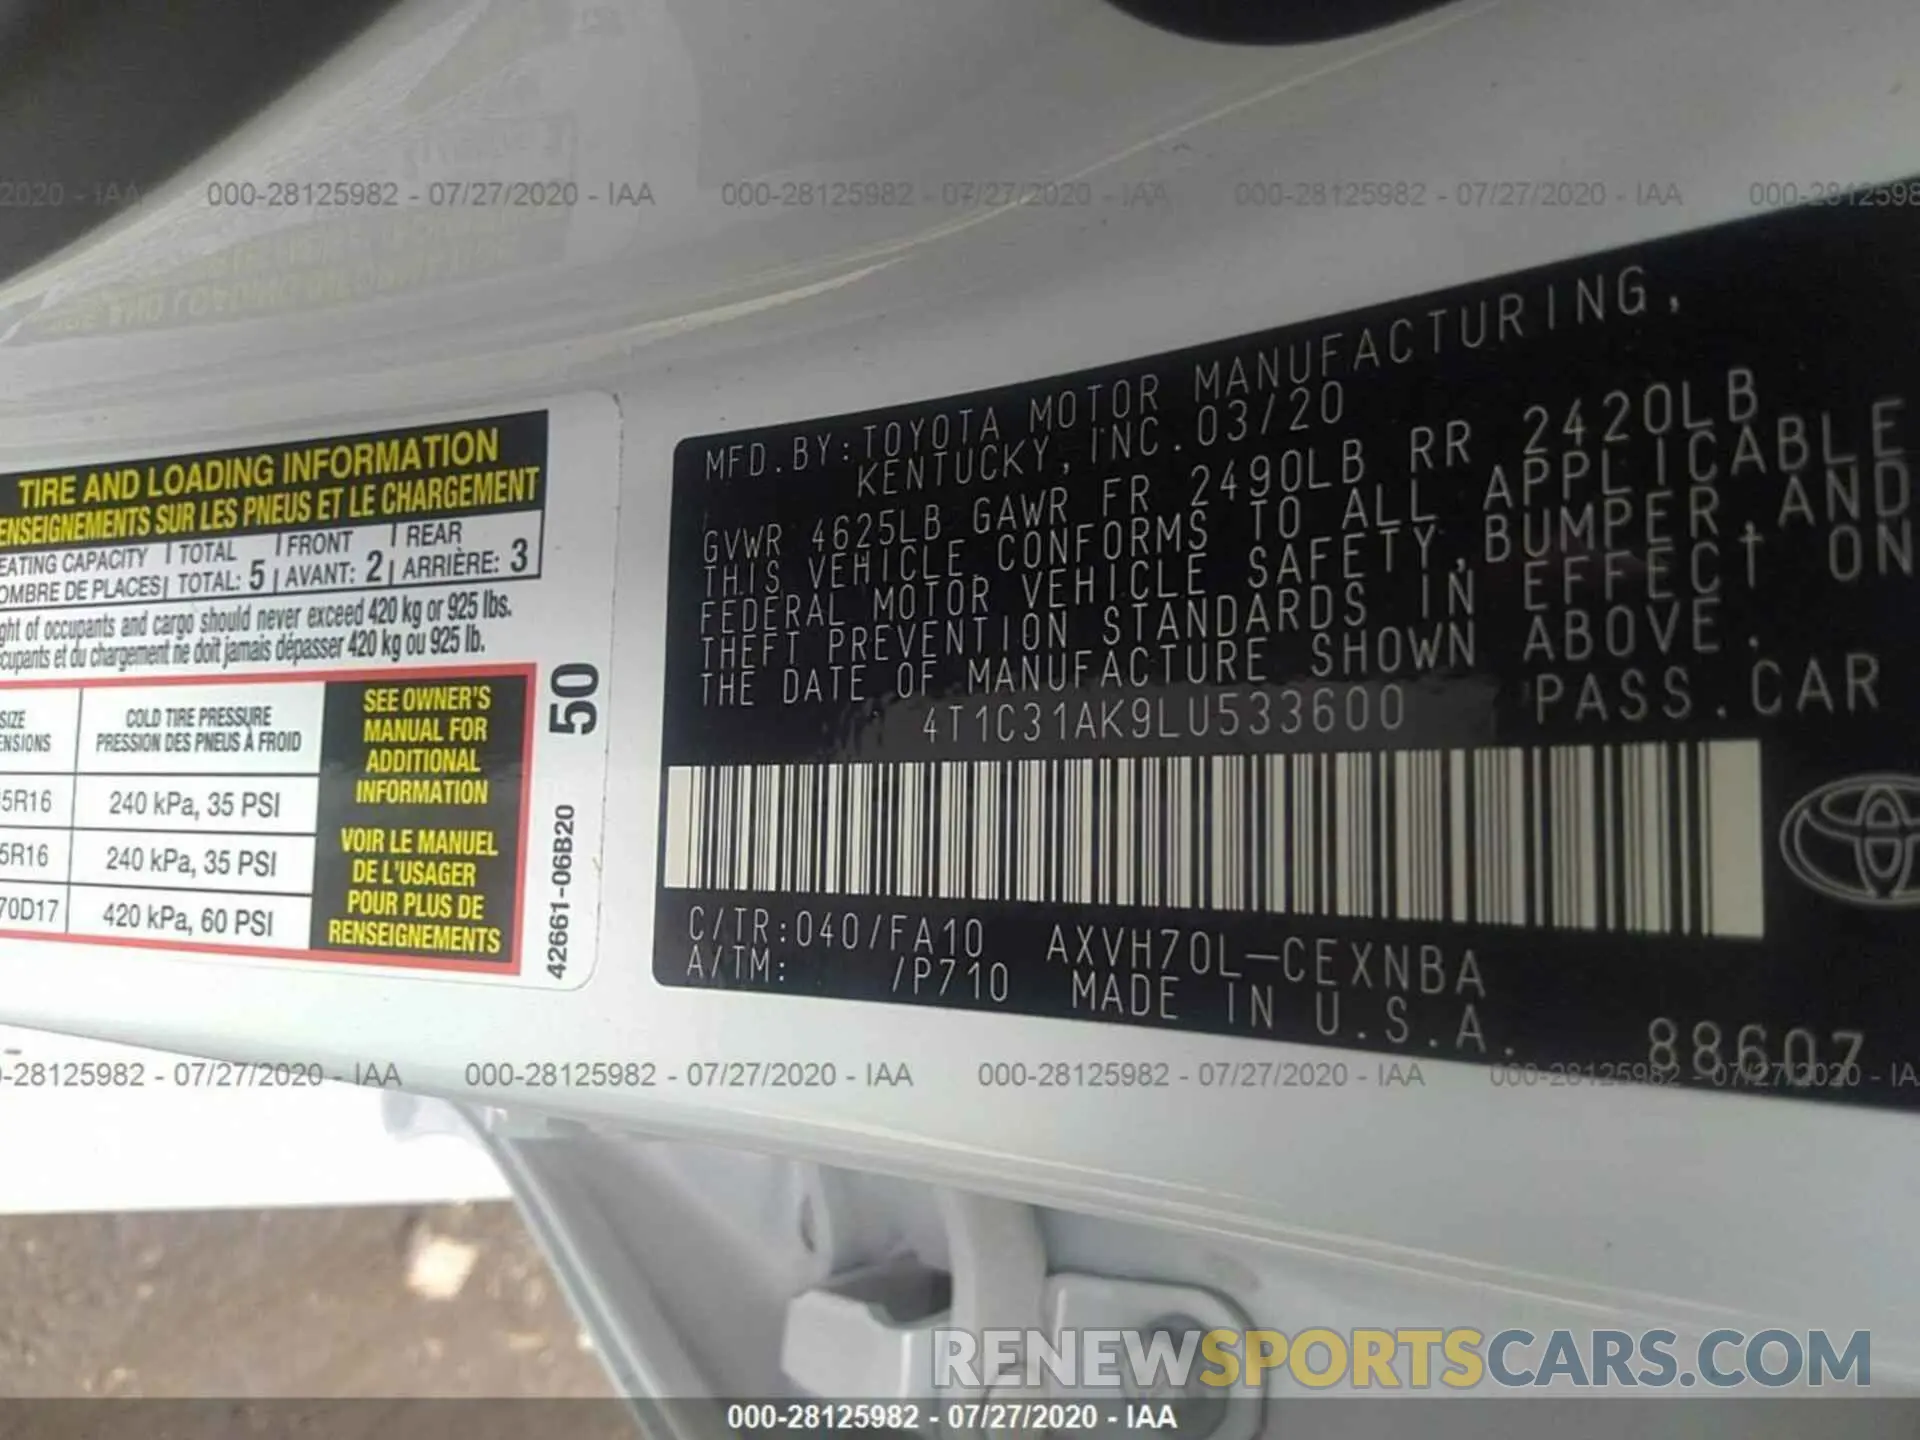 2020 - IAA 000-28125982 - 07/27/2020 - IAA 000-28125982 - 07/27/2020 - IAA 000-28125982 - 07/27/2020 - IAA 000-2812598
TIRE AND LOADING INFORMATION
ENSEIGNEMENTS SUR LES PNEUS ET LE CHARGEMENT
EATING CAPACITY TOTAL FRONT REAR
OMBRE DE PLACES TOTAL: 5 AVANT: 2 ARRIÈRE: 3
ght of occupants and cargo should never exceed 420 kg or 925 lbs.
cupants et du chargement ne doit jamais dépasser 420 kg ou 925 lb.
SIZE COLD TIRE PRESSURE
ENSIONS PRESSION DES PNEUS À FROID
5R16 240 kPa, 35 PSI
5R16 240 kPa, 35 PSI
70D17 420 kPa, 60 PSI
SEE OWNER'S
MANUAL FOR
ADDITIONAL
INFORMATION
VOIR LE MANUEL
DE L'USAGER
POUR PLUS DE
RENSEIGNEMENTS
42661-06B20 50
MFD.BY:TOYOTA MOTOR MANUFACTURING,
KENTUCKY, INC. 03/20
GVWR 4625LB GAWR FR 2490LB RR 2420LB
THIS VEHICLE CONFORMS TO ALL APPLICABLE
FEDERAL MOTOR VEHICLE SAFETY, BUMPER, AND
THEFT PREVENTION STANDARDS IN EFFECT ON
THE DATE OF MANUFACTURE SHOWN ABOVE.
4T1C31AK9LU533600 PASS.CAR
C/TR:040/FA10 AXVH70L-CEXNBA
A/TM: /P710 MADE IN U.S.A.
88607
0-28125982 - 07/27/2020 - IAA 000-28125982 - 07/27/2020 - IAA 000-28125982 - 07/27/2020 - IAA 000-28125982 - 07/27/2020 - IA
RENEWSPORTSCARS.COM
000-28125982 - 07/27/2020 - IAA